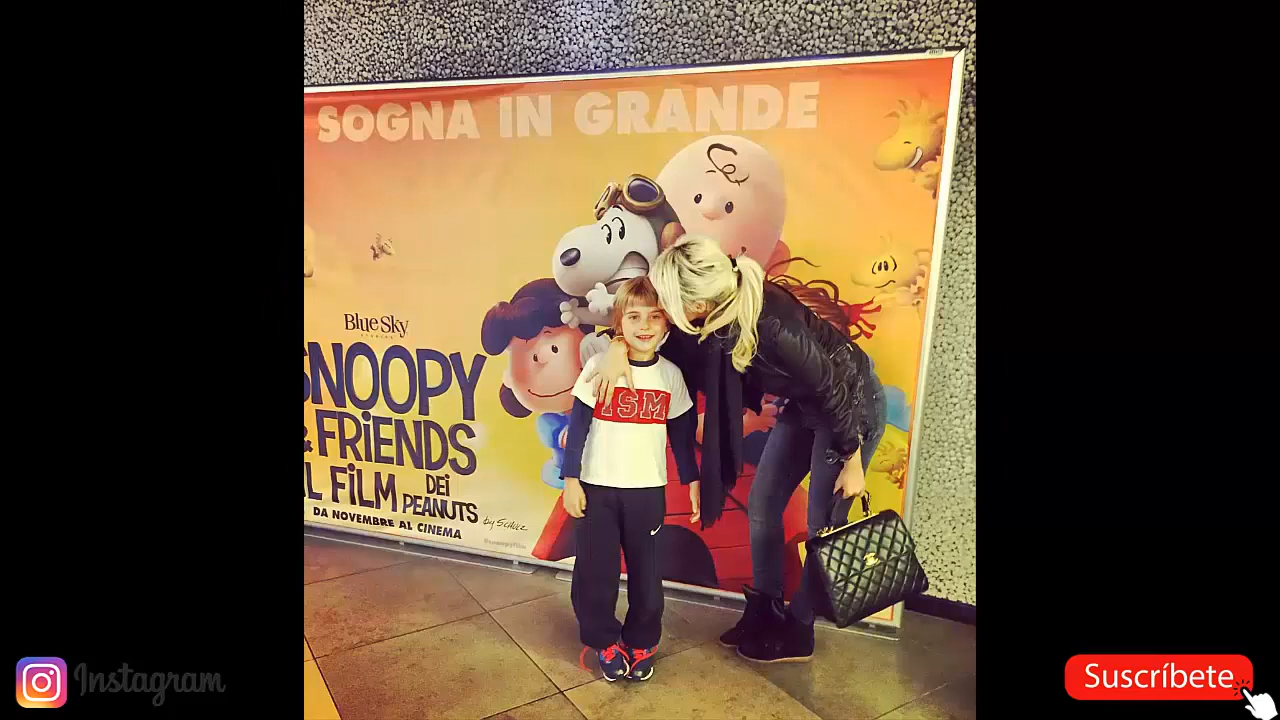 SOGNA IN GRANDE
Blue Sky
STUDIOS
SNOOPY
& FRiENDS
IL FiLM DEi PEANUTS
by SCHULZ
DA NOVEMBRE AL CINEMA
ISM
Instagram
Suscríbete